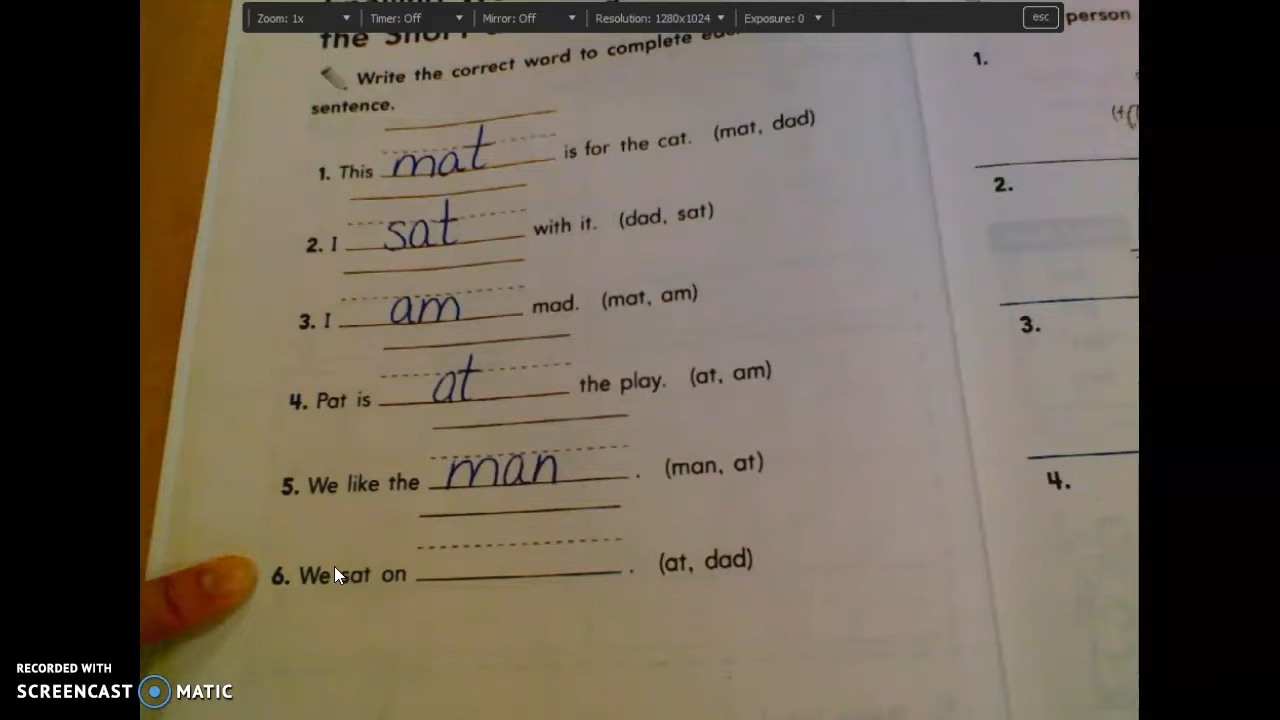 Zoom: 1x Timer: Off Mirror: Off Resolution: 1280x1024 Exposure: 0 esc
person
the Short
Write the correct word to complete
sentence.
1. This mat is for the cat. (mat, dad)
2. I sat with it. (dad, sat)
3. I am mad. (mat, am)
4. Pat is at the play. (at, am)
5. We like the man. (man, at)
6. We sat on . (at, dad)
1.
2.
3.
4.
RECORDED WITH
SCREENCAST MATIC